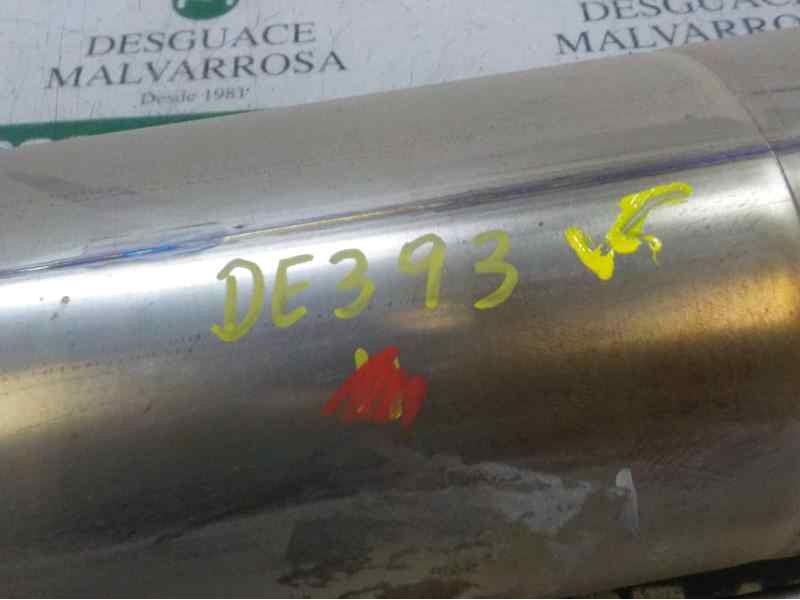 DESGUACE
MALVARROSA
Desde 1981
DESGUACE
MALVARROSA
DE393